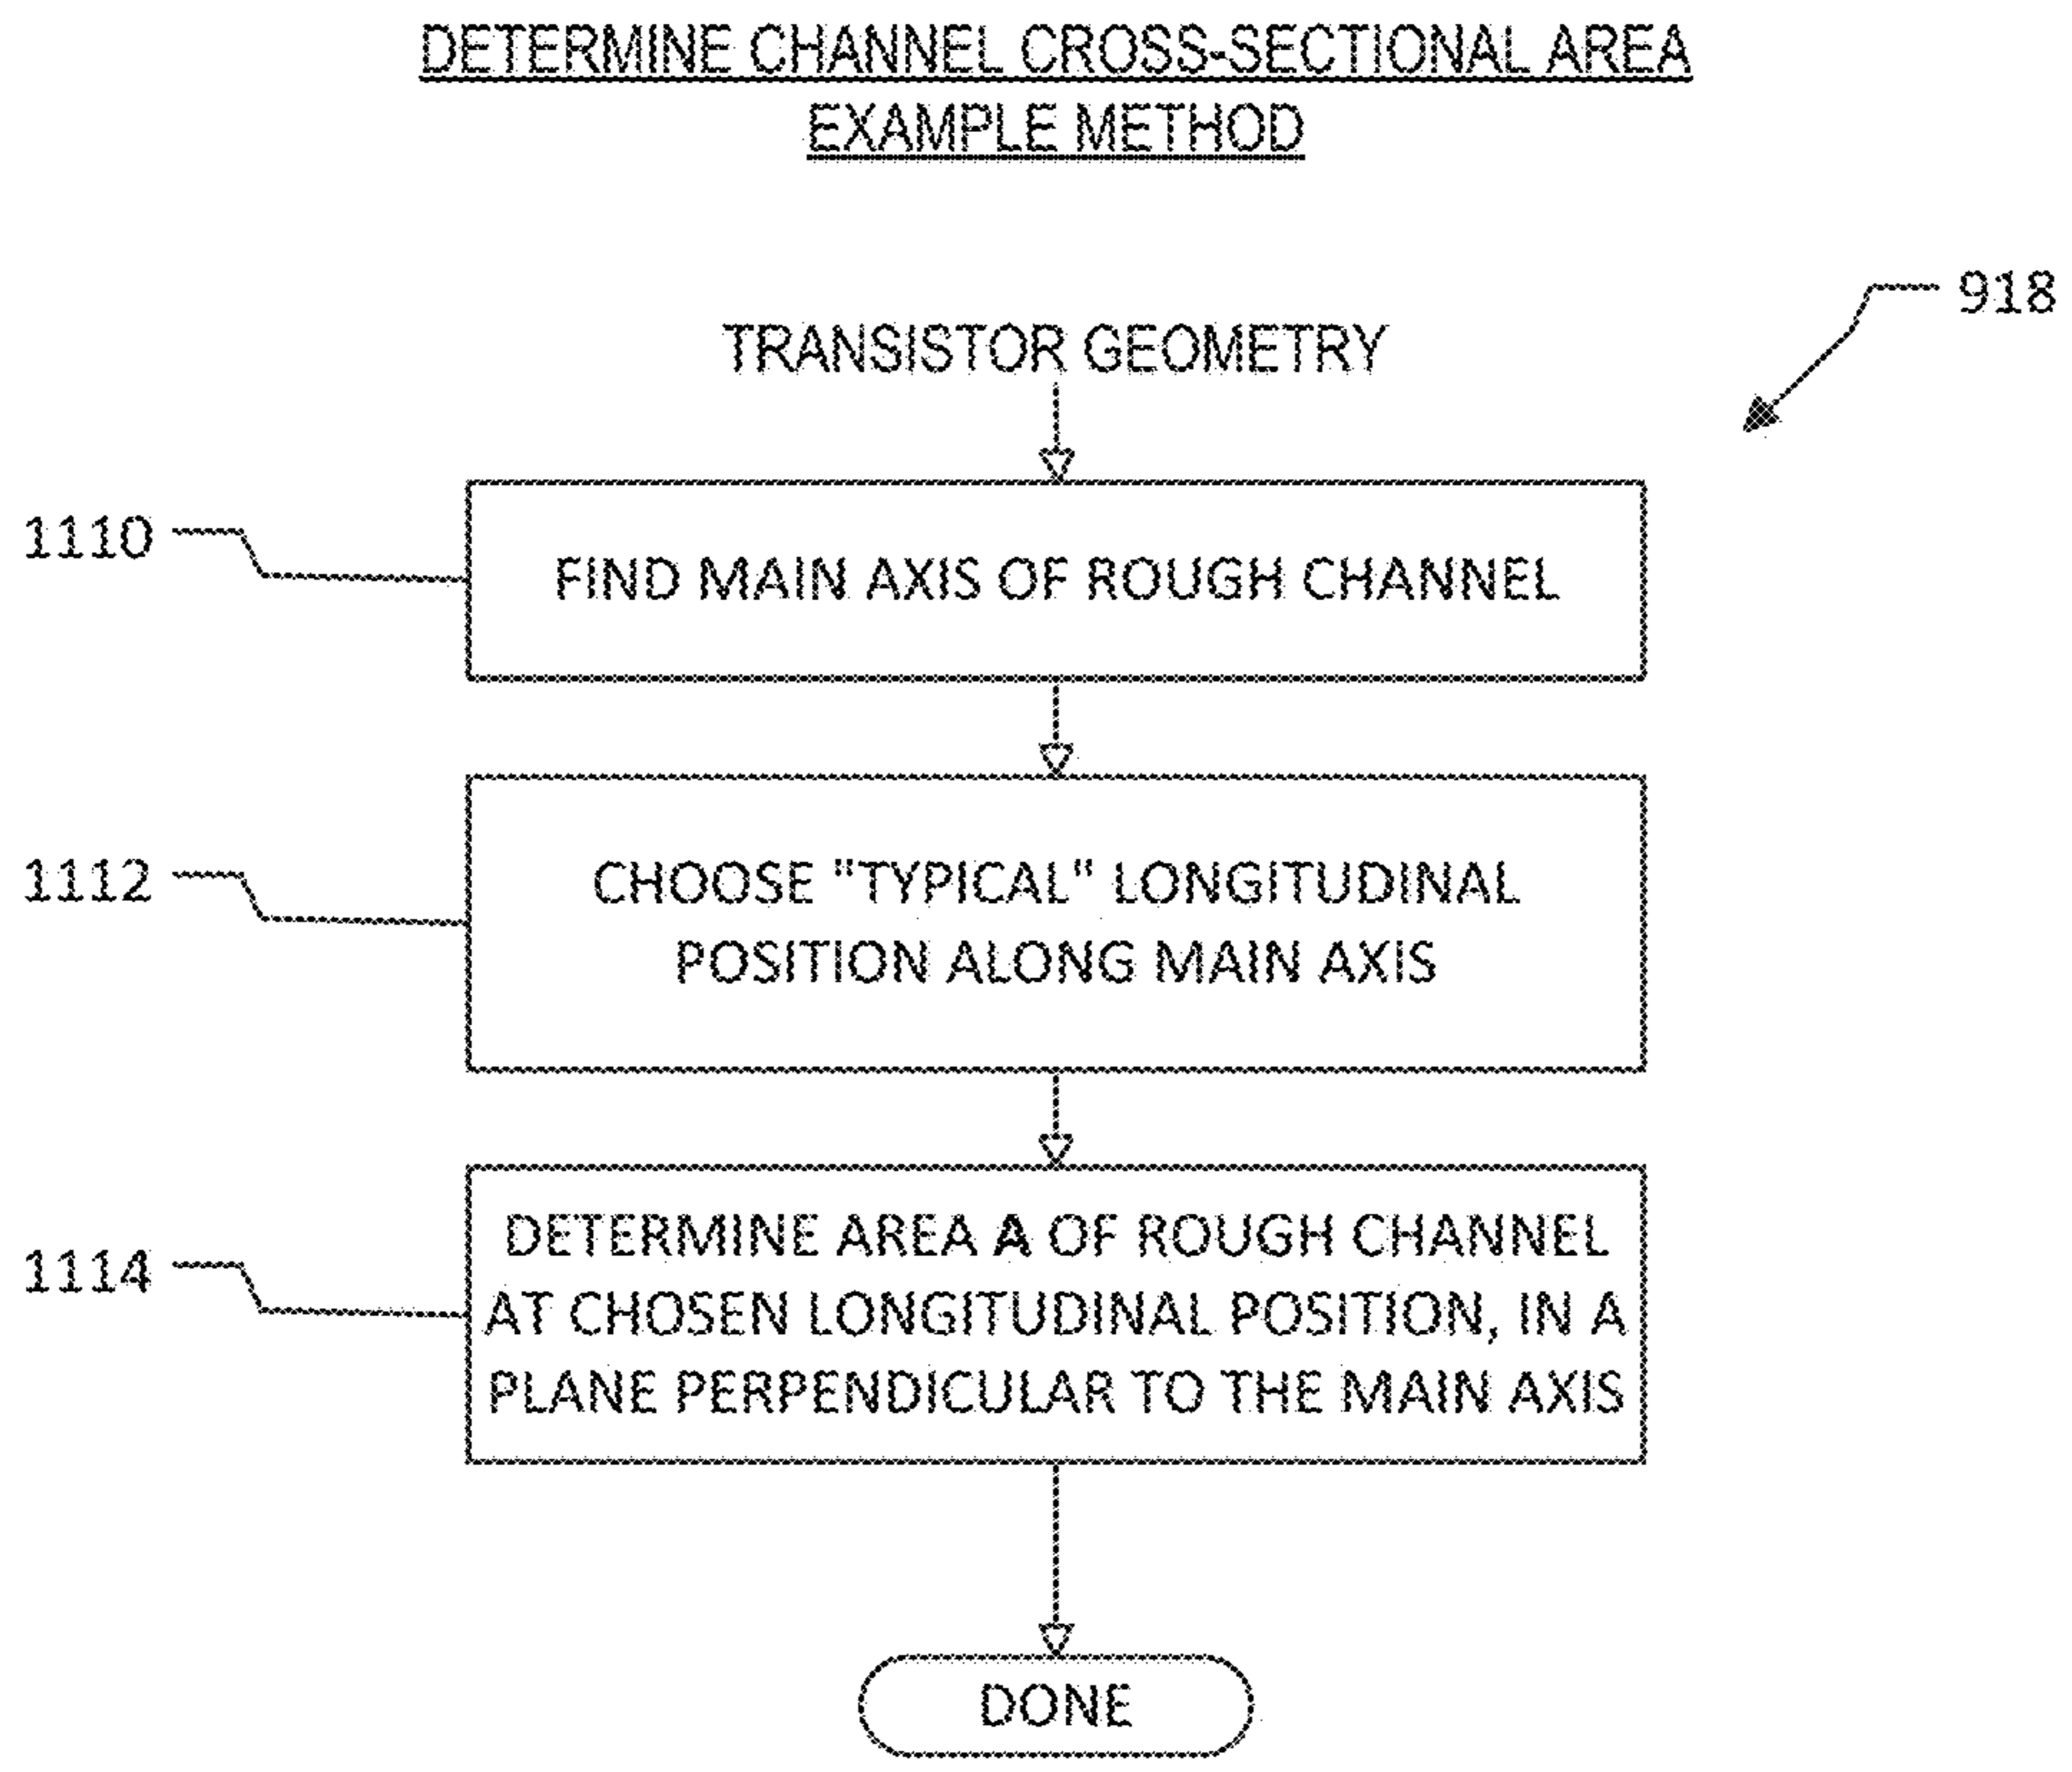 DETERMINE CHANNEL CROSS-SECTIONAL AREA
EXAMPLE METHOD
918
TRANSISTOR GEOMETRY
1110
FIND MAIN AXIS OF ROUGH CHANNEL
1112
CHOOSE "TYPICAL" LONGITUDINAL
POSITION ALONG MAIN AXIS
1114
DETERMINE AREA A OF ROUGH CHANNEL
AT CHOSEN LONGITUDINAL POSITION, IN A
PLANE PERPENDICULAR TO THE MAIN AXIS
DONE